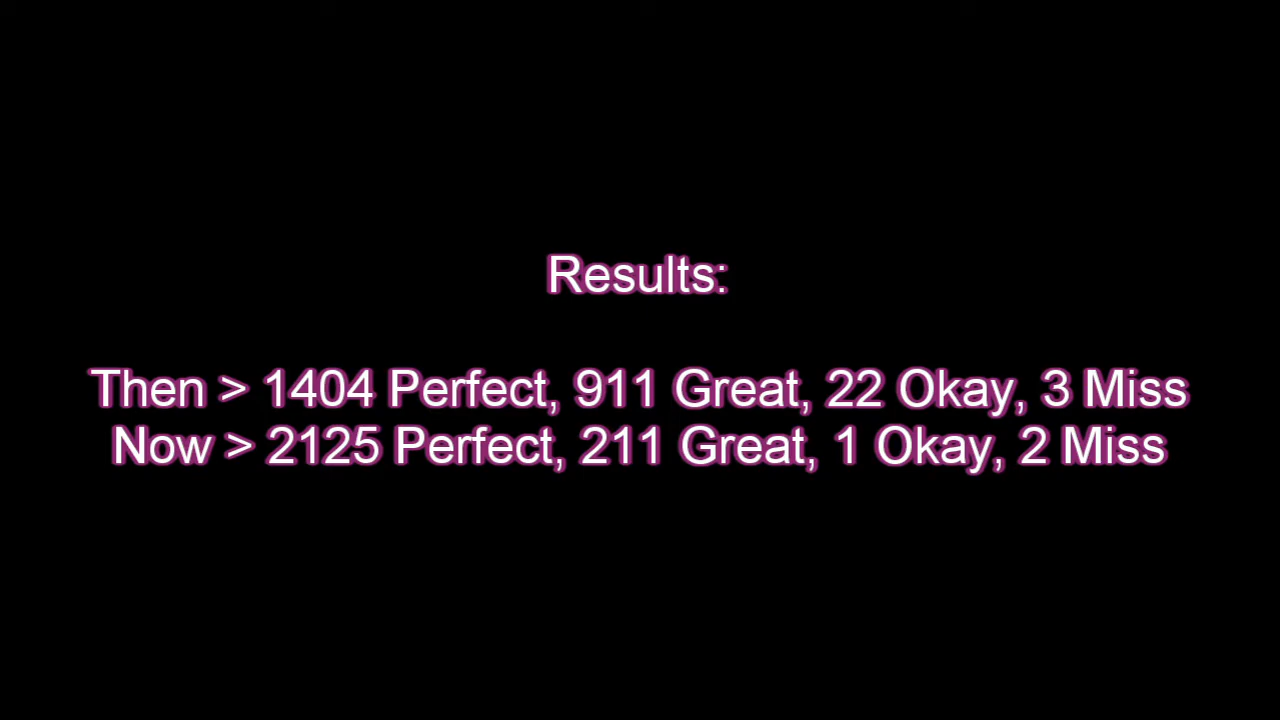 Results:
Then > 1404 Perfect, 911 Great, 22 Okay, 3 Miss
Now > 2125 Perfect, 211 Great, 1 Okay, 2 Miss